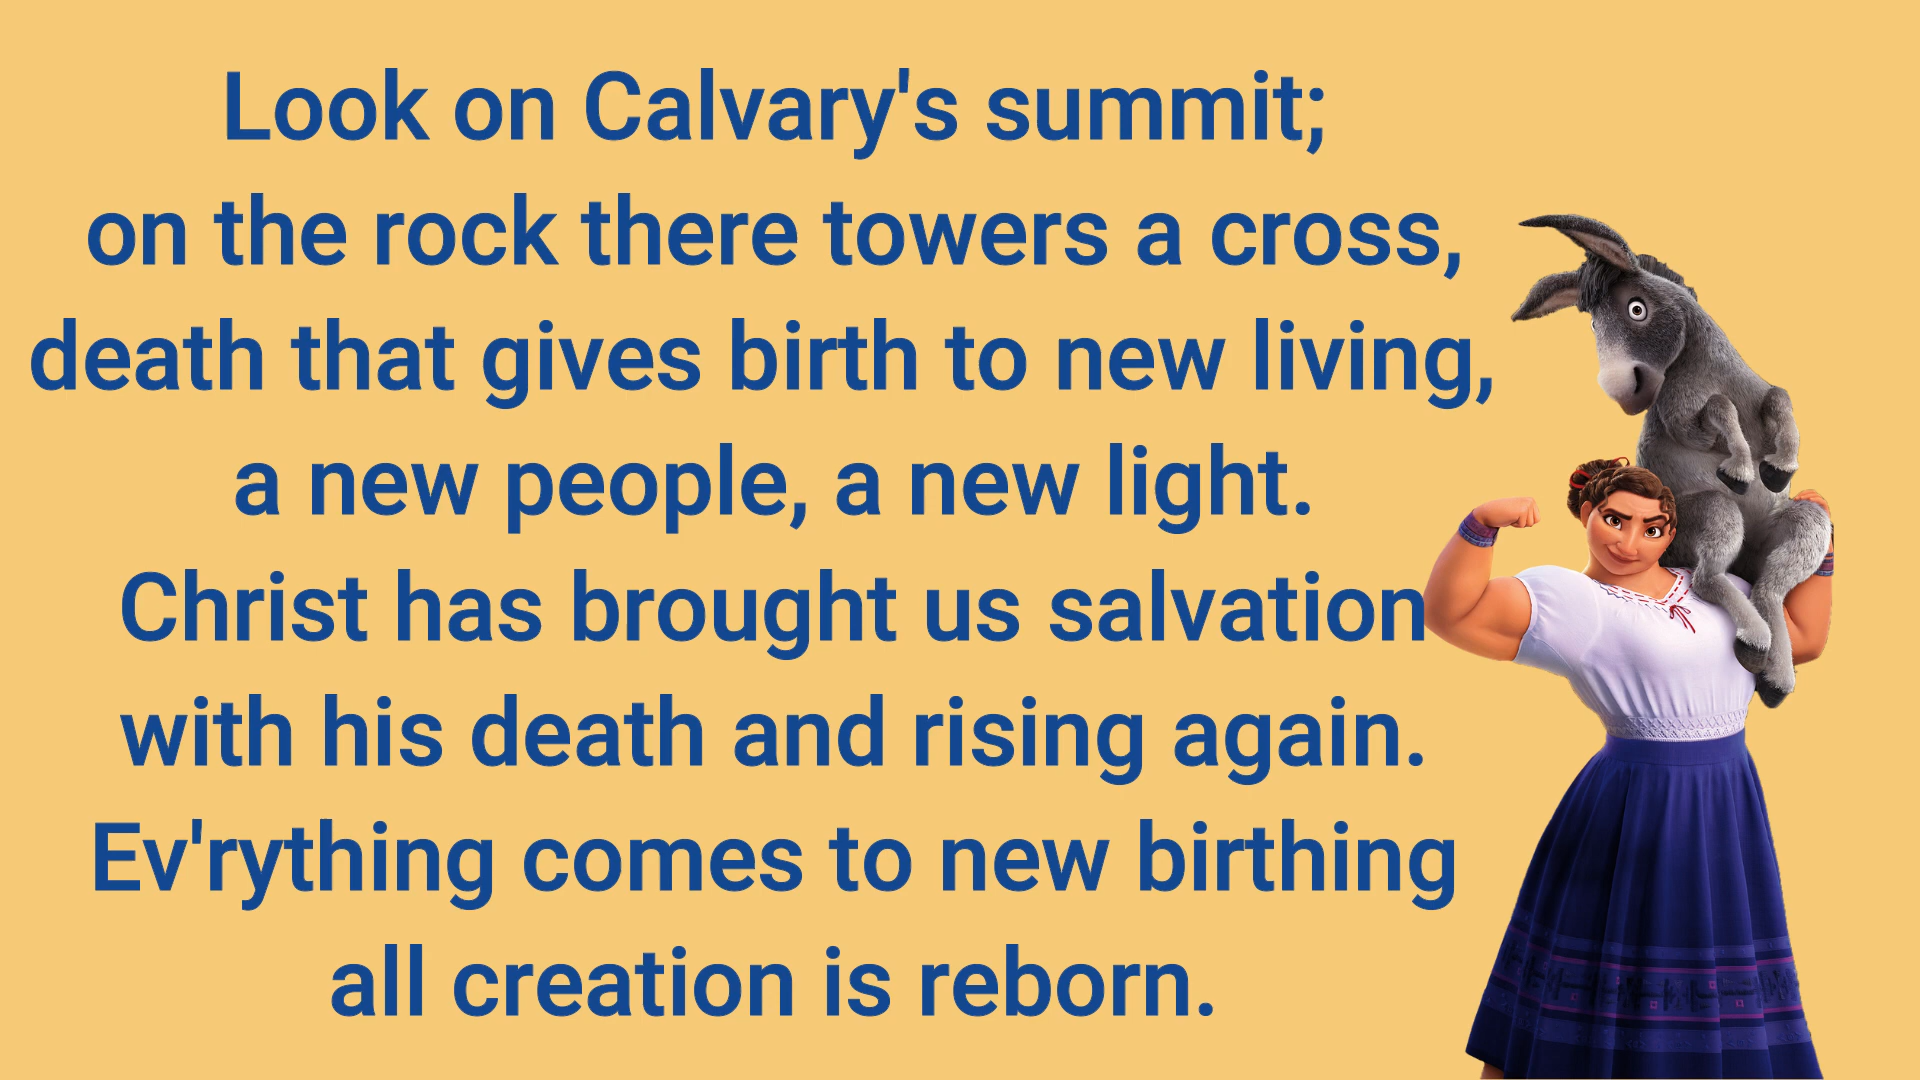 Look on Calvary's summit;
on the rock there towers a cross,
death that gives birth to new living,
a new people, a new light.
Christ has brought us salvation
with his death and rising again.
Ev'rything comes to new birthing
all creation is reborn.